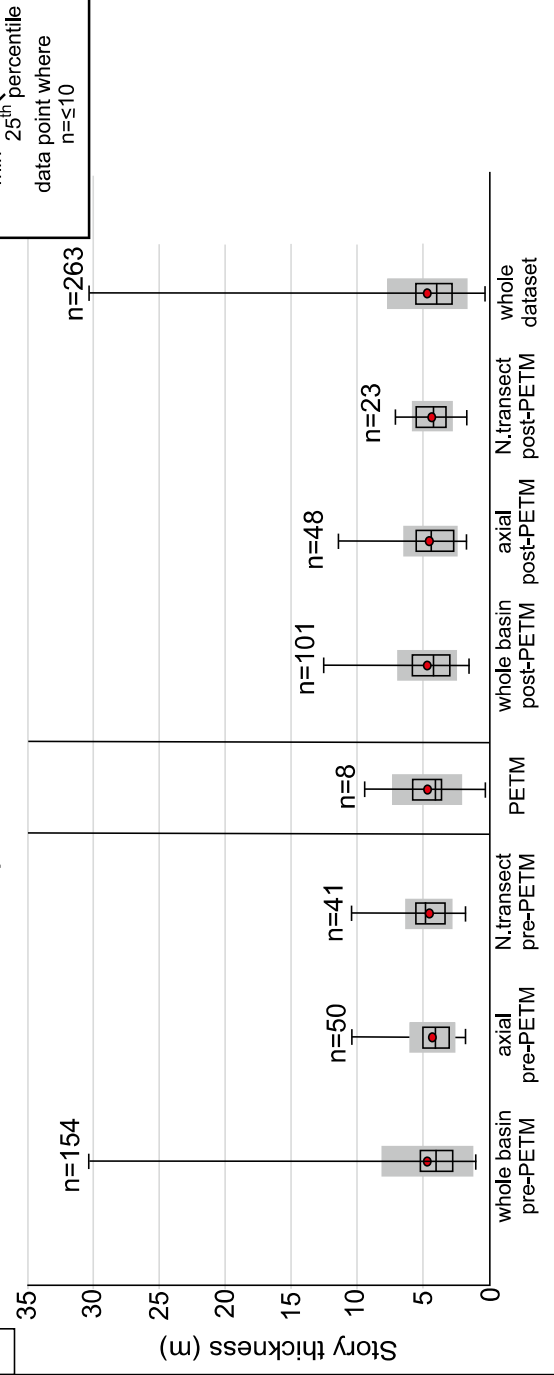 25th percentile
data point where
n=≤10
Story thickness (m)
35
30
25
20
15
10
5
0
n=154
n=50
n=41
n=8
n=101
n=48
n=23
n=263
whole basin
pre-PETM
axial
pre-PETM
N.transect
pre-PETM
PETM
whole basin
post-PETM
axial
post-PETM
N.transect
post-PETM
whole
dataset